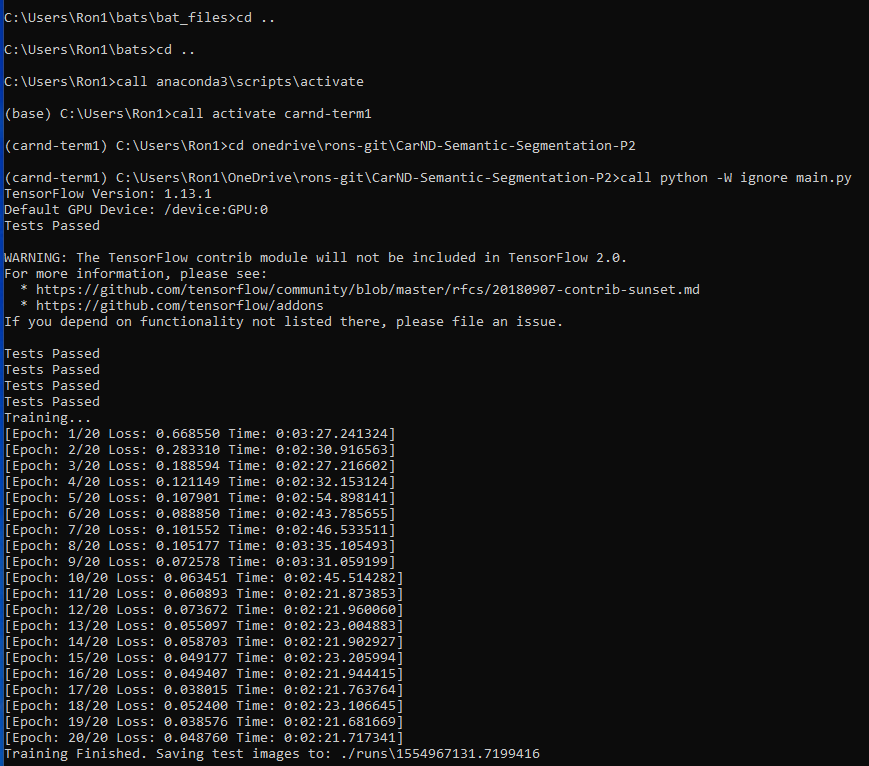 C:\Users\Ron1\bats\bat_files>cd ..
C:\Users\Ron1\bats>cd ..
C:\Users\Ron1>call anaconda3\scripts\activate
(base) C:\Users\Ron1>call activate carnd-term1
(carnd-term1) C:\Users\Ron1>cd onedrive\rons-git\CarND-Semantic-Segmentation-P2
(carnd-term1) C:\Users\Ron1\OneDrive\rons-git\CarND-Semantic-Segmentation-P2>call python -W ignore main.py
TensorFlow Version: 1.13.1
Default GPU Device: /device:GPU:0
Tests Passed
WARNING: The TensorFlow contrib module will not be included in TensorFlow 2.0.
For more information, please see:
  * https://github.com/tensorflow/community/blob/master/rfcs/20180907-contrib-sunset.md
  * https://github.com/tensorflow/addons
If you depend on functionality not listed there, please file an issue.
Tests Passed
Tests Passed
Tests Passed
Tests Passed
Training...
[Epoch: 1/20 Loss: 0.668550 Time: 0:03:27.241324]
[Epoch: 2/20 Loss: 0.283310 Time: 0:02:30.916563]
[Epoch: 3/20 Loss: 0.188594 Time: 0:02:27.216602]
[Epoch: 4/20 Loss: 0.121149 Time: 0:02:32.153124]
[Epoch: 5/20 Loss: 0.107901 Time: 0:02:54.898141]
[Epoch: 6/20 Loss: 0.088850 Time: 0:02:43.785655]
[Epoch: 7/20 Loss: 0.101552 Time: 0:02:46.533511]
[Epoch: 8/20 Loss: 0.105177 Time: 0:03:35.105493]
[Epoch: 9/20 Loss: 0.072578 Time: 0:03:31.059199]
[Epoch: 10/20 Loss: 0.063451 Time: 0:02:45.514282]
[Epoch: 11/20 Loss: 0.060893 Time: 0:02:21.873853]
[Epoch: 12/20 Loss: 0.073672 Time: 0:02:21.960060]
[Epoch: 13/20 Loss: 0.055097 Time: 0:02:23.004883]
[Epoch: 14/20 Loss: 0.058703 Time: 0:02:21.902927]
[Epoch: 15/20 Loss: 0.049177 Time: 0:02:23.205994]
[Epoch: 16/20 Loss: 0.049407 Time: 0:02:21.944415]
[Epoch: 17/20 Loss: 0.038015 Time: 0:02:21.763764]
[Epoch: 18/20 Loss: 0.052400 Time: 0:02:23.106645]
[Epoch: 19/20 Loss: 0.038576 Time: 0:02:21.681669]
[Epoch: 20/20 Loss: 0.048760 Time: 0:02:21.717341]
Training Finished. Saving test images to: ./runs\1554967131.7199416